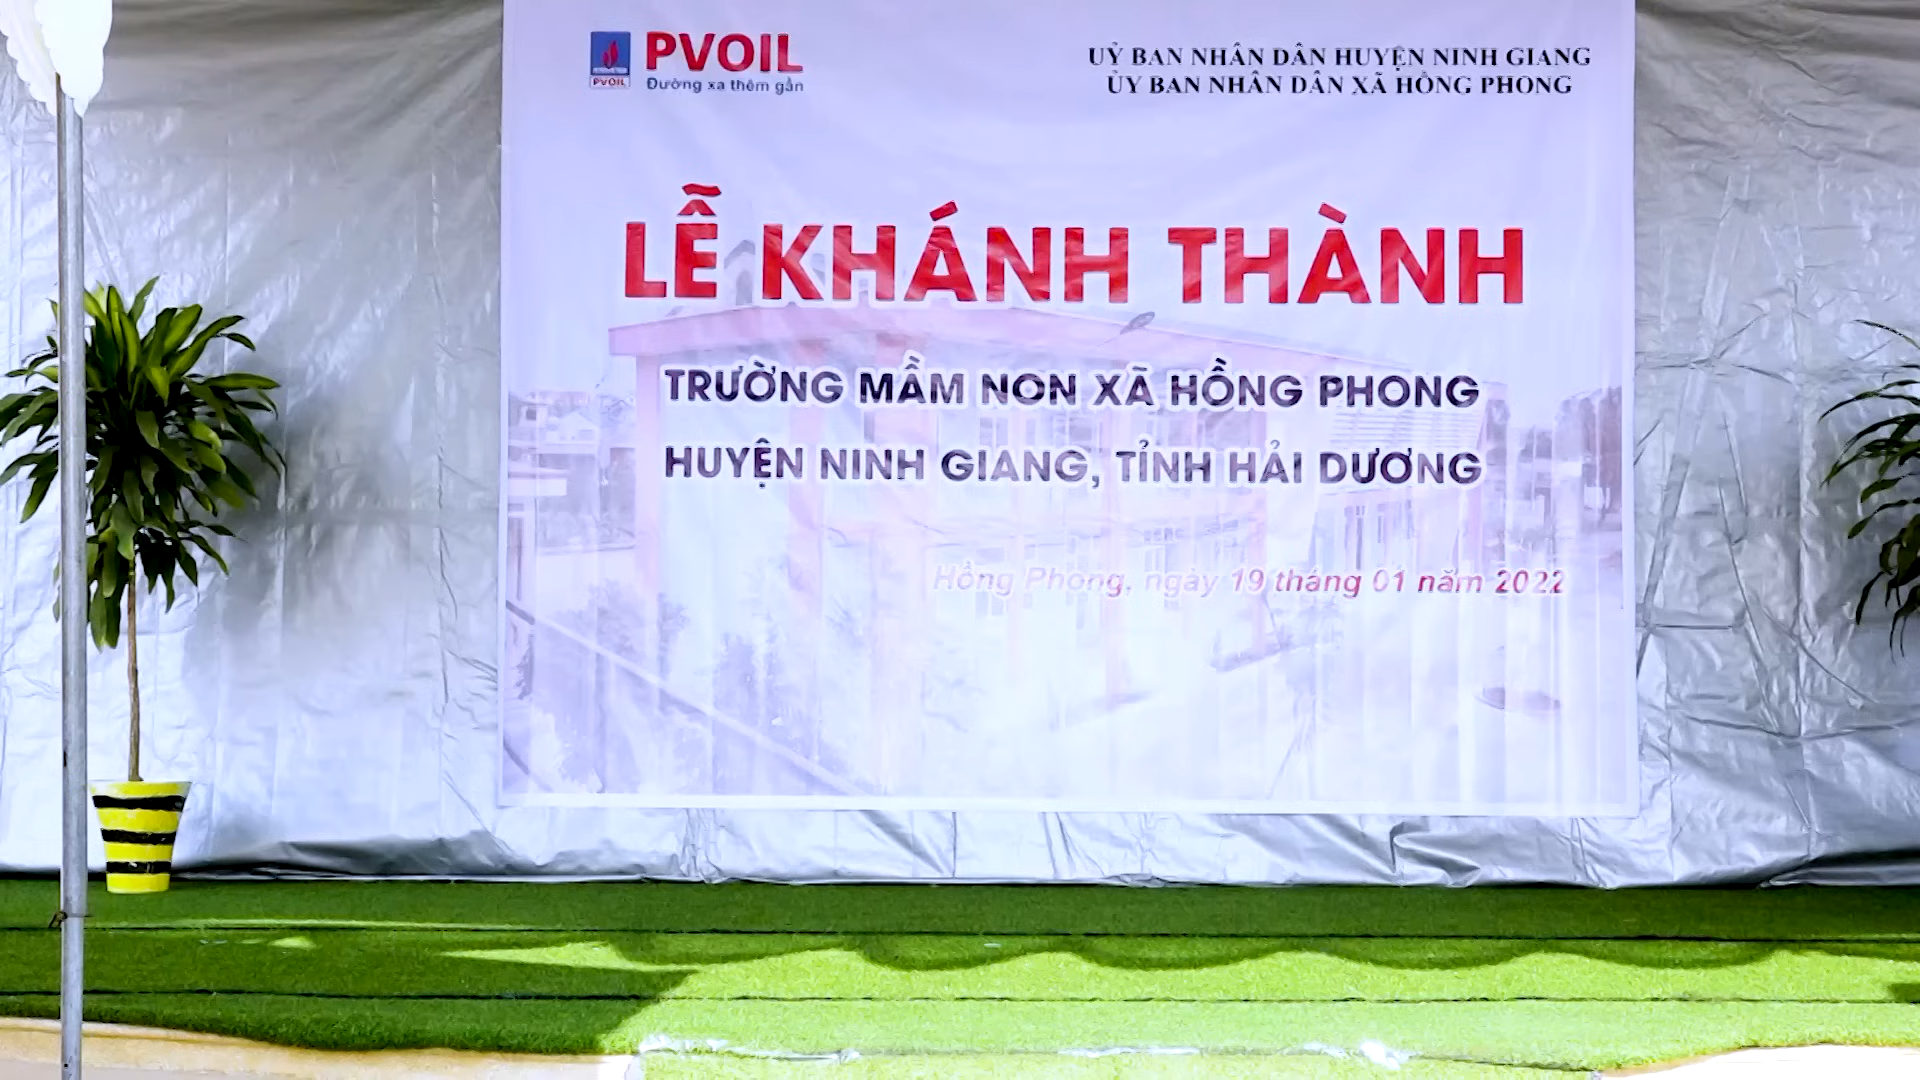 PVOIL
PVOIL
Đường xa thêm gần
UỶ BAN NHÂN DÂN HUYỆN NINH GIANG
ỦY BAN NHÂN DÂN XÃ HỒNG PHONG
LỄ KHÁNH THÀNH
TRƯỜNG MẦM NON XÃ HỒNG PHONG
HUYỆN NINH GIANG, TỈNH HẢI DƯƠNG
Hồng Phong, ngày 19 tháng 01 năm 2022